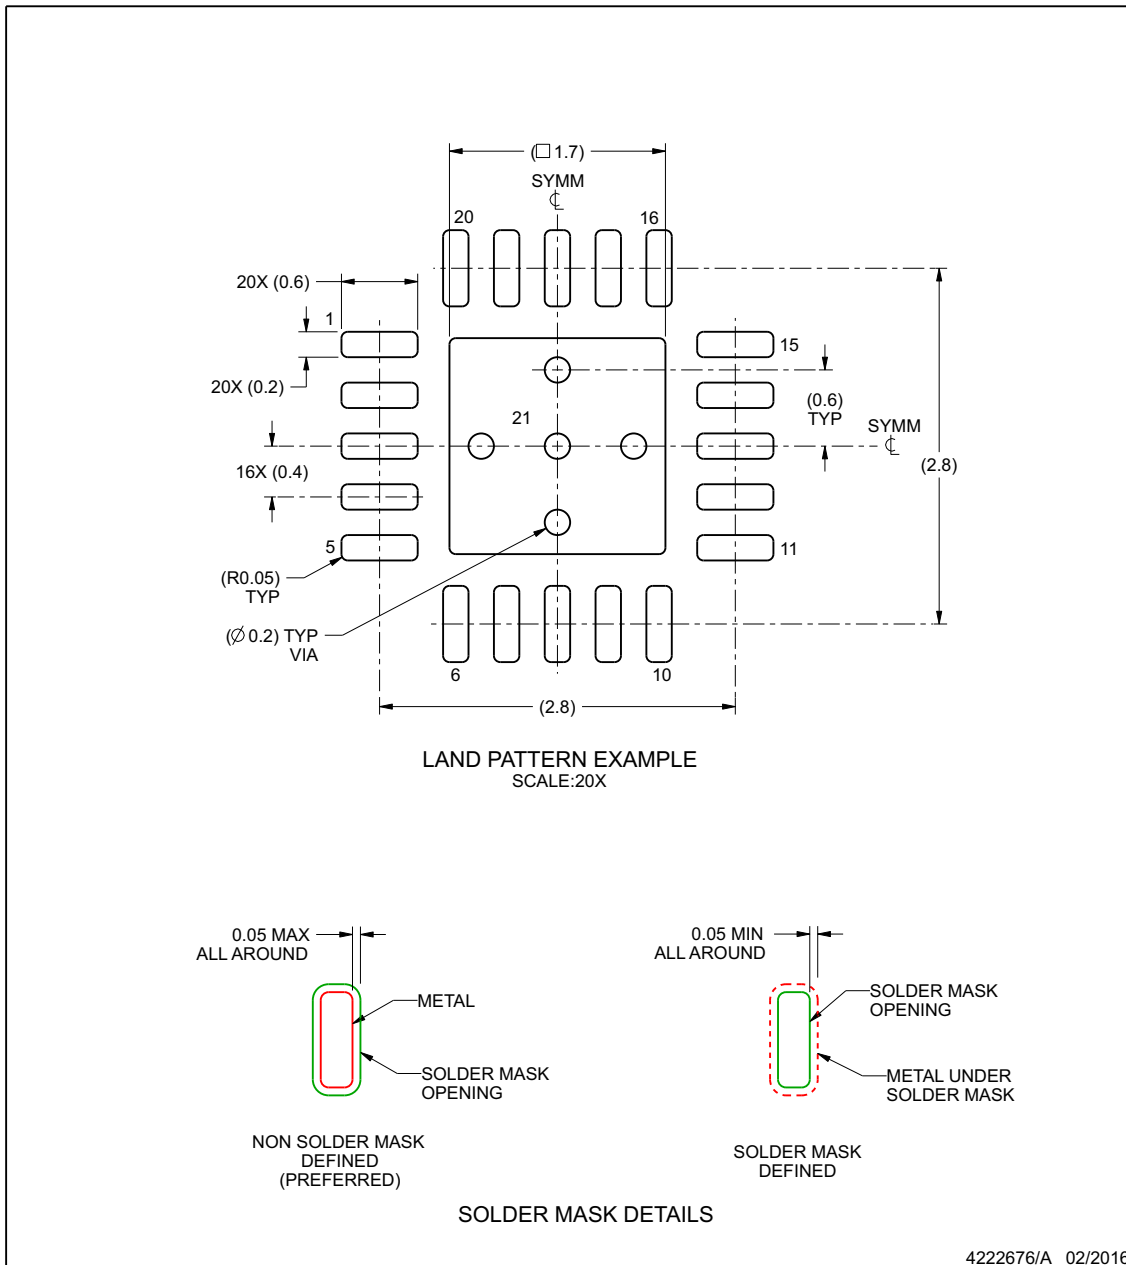 (□ 1.7)
SYMM
℄
20
16
20X (0.6)
1
15
20X (0.2)
(0.6)
TYP
21
SYMM
℄
(2.8)
16X (0.4)
5
11
(R0.05)
TYP
(Ø 0.2) TYP
VIA
6
10
(2.8)
LAND PATTERN EXAMPLE
SCALE:20X
0.05 MAX
ALL AROUND
METAL
SOLDER MASK
OPENING
NON SOLDER MASK
DEFINED
(PREFERRED)
0.05 MIN
ALL AROUND
SOLDER MASK
OPENING
METAL UNDER
SOLDER MASK
SOLDER MASK
DEFINED
SOLDER MASK DETAILS
4222676/A 02/2016